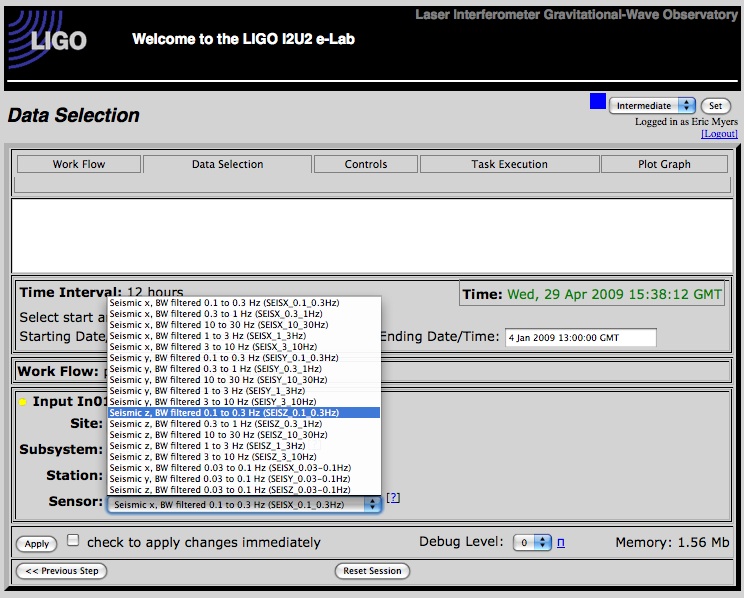 Laser Interferometer Gravitational-Wave Observatory
LIGO
Welcome to the LIGO I2U2 e-Lab
Data Selection
Intermediate Set
Logged in as Eric Myers
[Logout]
Work Flow Data Selection Controls Task Execution Plot Graph
Time Interval: 12 hours
Time: Wed, 29 Apr 2009 15:38:12 GMT
Select start a
Starting Date
Ending Date/Time: 4 Jan 2009 13:00:00 GMT
Work Flow:
Input In01
Site:
Subsystem:
Station:
Seismic x, BW filtered 0.1 to 0.3 Hz (SEISX_0.1_0.3Hz)
Seismic x, BW filtered 0.3 to 1 Hz (SEISX_0.3_1Hz)
Seismic x, BW filtered 10 to 30 Hz (SEISX_10_30Hz)
Seismic x, BW filtered 1 to 3 Hz (SEISX_1_3Hz)
Seismic x, BW filtered 3 to 10 Hz (SEISX_3_10Hz)
Seismic y, BW filtered 0.1 to 0.3 Hz (SEISY_0.1_0.3Hz)
Seismic y, BW filtered 0.3 to 1 Hz (SEISY_0.3_1Hz)
Seismic y, BW filtered 10 to 30 Hz (SEISY_10_30Hz)
Seismic y, BW filtered 1 to 3 Hz (SEISY_1_3Hz)
Seismic y, BW filtered 3 to 10 Hz (SEISY_3_10Hz)
Seismic z, BW filtered 0.1 to 0.3 Hz (SEISZ_0.1_0.3Hz)
Seismic z, BW filtered 0.3 to 1 Hz (SEISZ_0.3_1Hz)
Seismic z, BW filtered 10 to 30 Hz (SEISZ_10_30Hz)
Seismic z, BW filtered 1 to 3 Hz (SEISZ_1_3Hz)
Seismic z, BW filtered 3 to 10 Hz (SEISZ_3_10Hz)
Seismic x, BW filtered 0.03 to 0.1 Hz (SEISX_0.03-0.1Hz)
Seismic y, BW filtered 0.03 to 0.1 Hz (SEISY_0.03-0.1Hz)
Seismic z, BW filtered 0.03 to 0.1 Hz (SEISZ_0.03-0.1Hz)
Sensor: Seismic x, BW filtered 0.1 to 0.3 Hz (SEISX_0.1_0.3Hz) [?]
Apply check to apply changes immediately Debug Level: 0 Memory: 1.56 Mb
<< Previous Step Reset Session